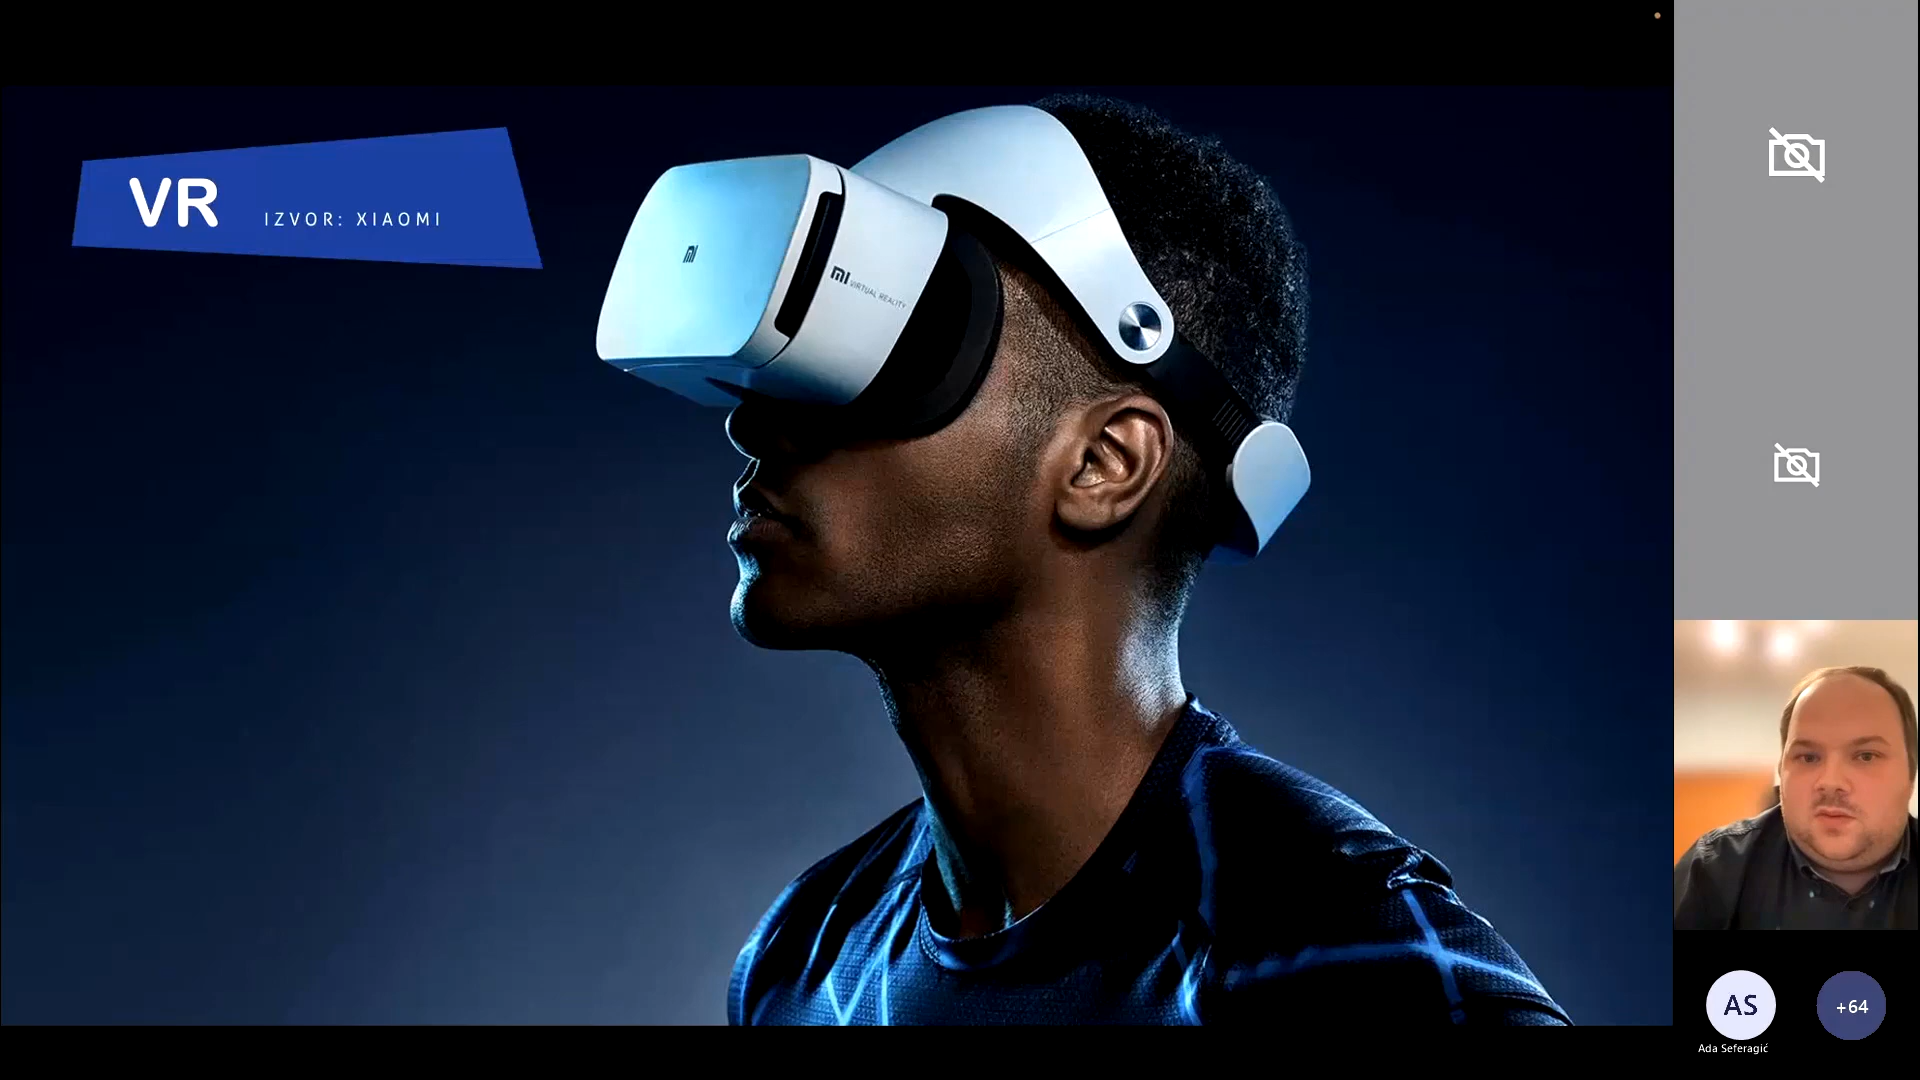 VR IZVOR: XIAOMI
MI
MI VIRTUAL REALITY
AS
+64
Ada Seferagić